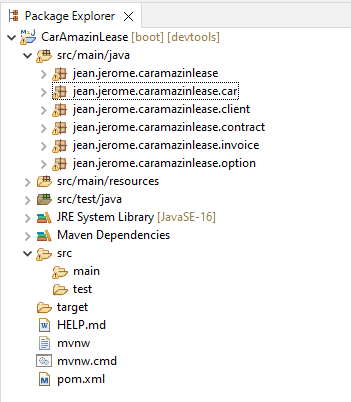 Package Explorer
CarAmazinLease [boot] [devtools]
src/main/java
jean.jerome.caramazinlease
jean.jerome.caramazinlease.car
jean.jerome.caramazinlease.client
jean.jerome.caramazinlease.contract
jean.jerome.caramazinlease.invoice
jean.jerome.caramazinlease.option
src/main/resources
src/test/java
JRE System Library [JavaSE-16]
Maven Dependencies
src
main
test
target
HELP.md
mvnw
mvnw.cmd
pom.xml